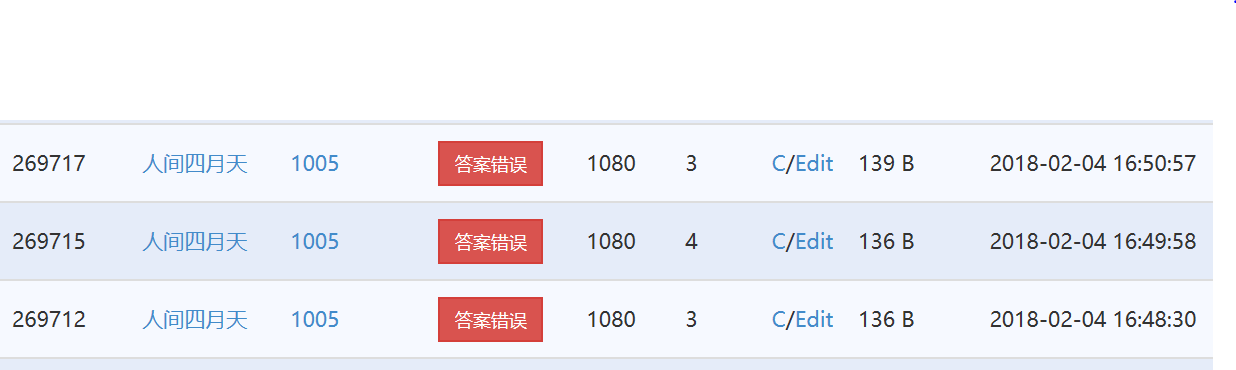 269717 人间四月天 1005 答案错误 1080 3 C/Edit 139 B 2018-02-04 16:50:57
269715 人间四月天 1005 答案错误 1080 4 C/Edit 136 B 2018-02-04 16:49:58
269712 人间四月天 1005 答案错误 1080 3 C/Edit 136 B 2018-02-04 16:48:30